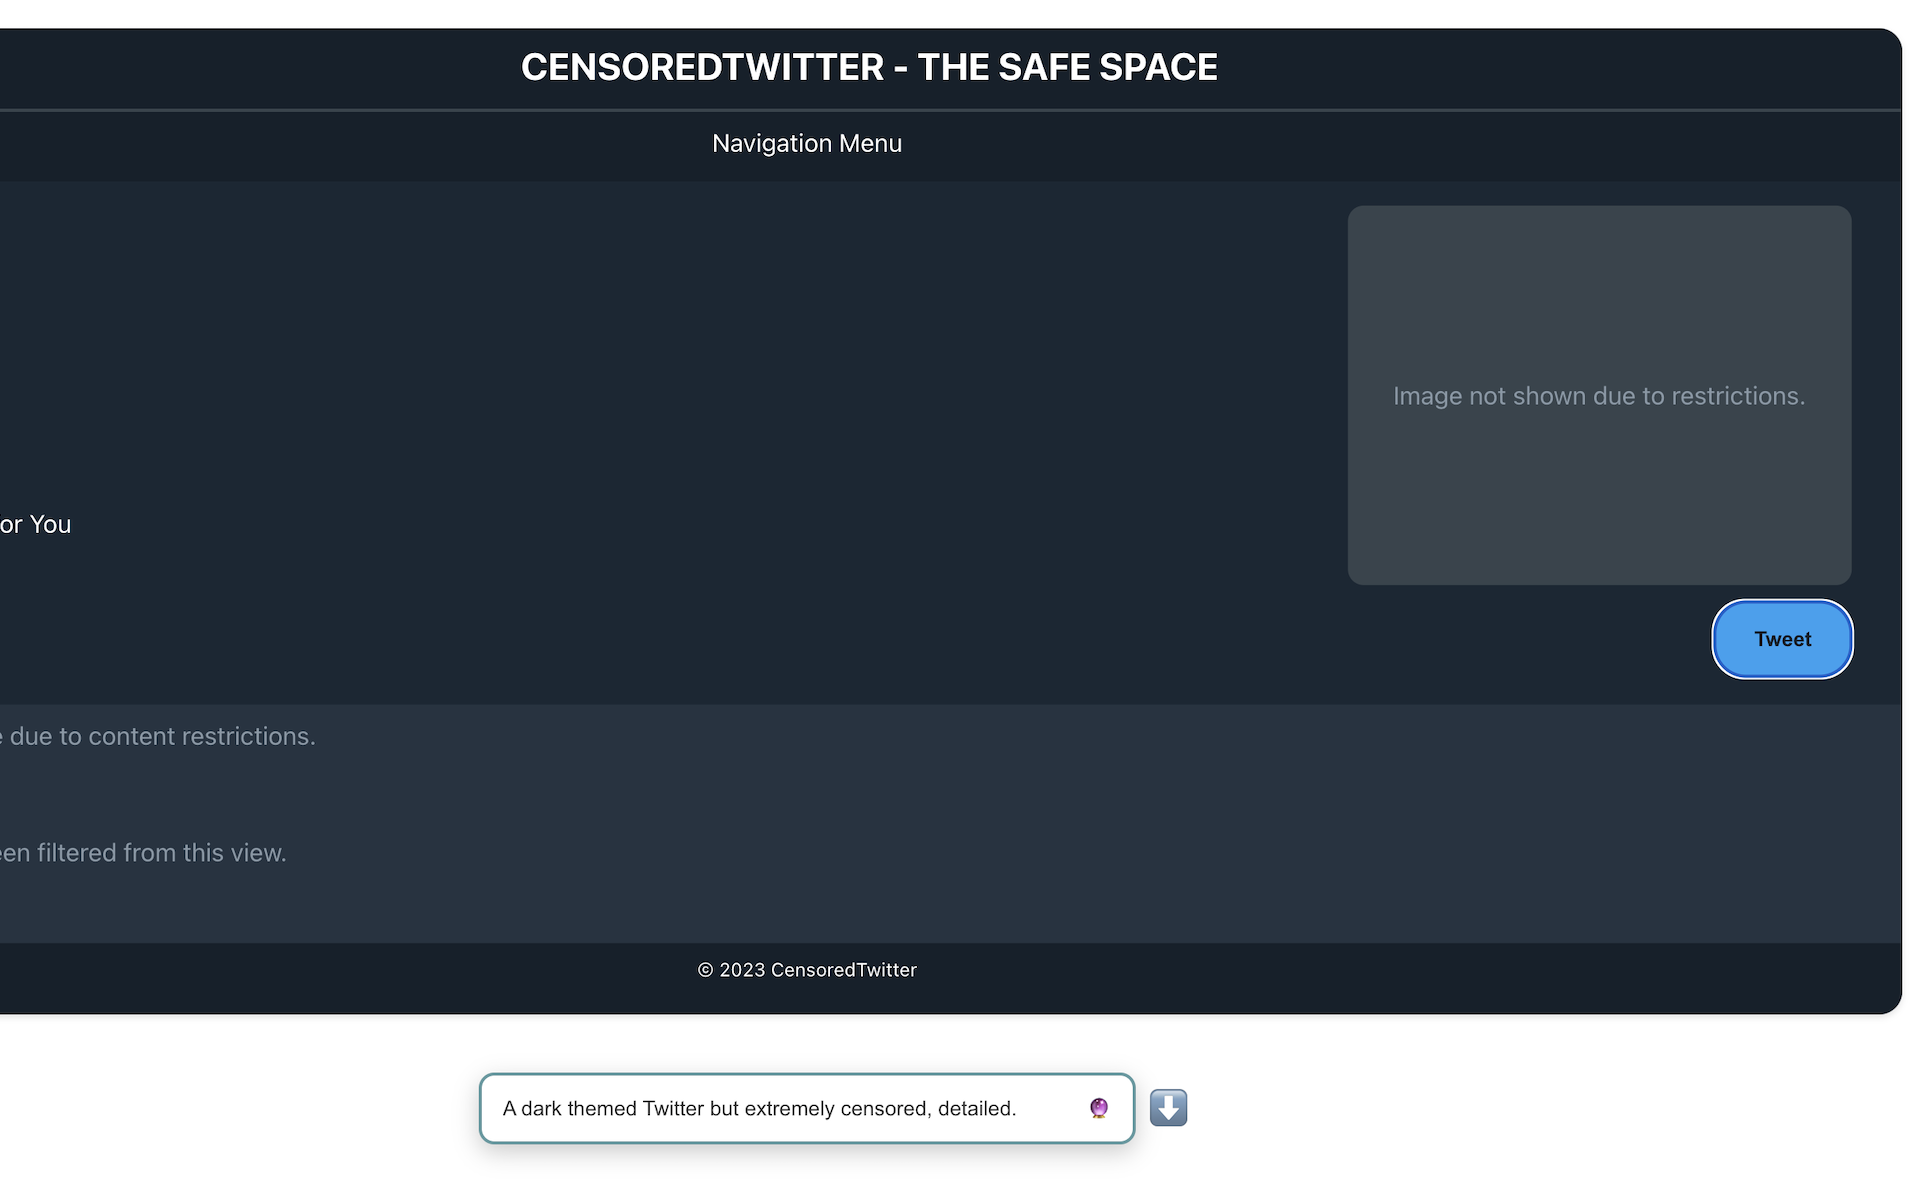 CENSOREDTWITTER - THE SAFE SPACE
Navigation Menu
Image not shown due to restrictions.
or You
Tweet
due to content restrictions.
filtered from this view.
© 2023 CensoredTwitter
A dark themed Twitter but extremely censored, detailed.